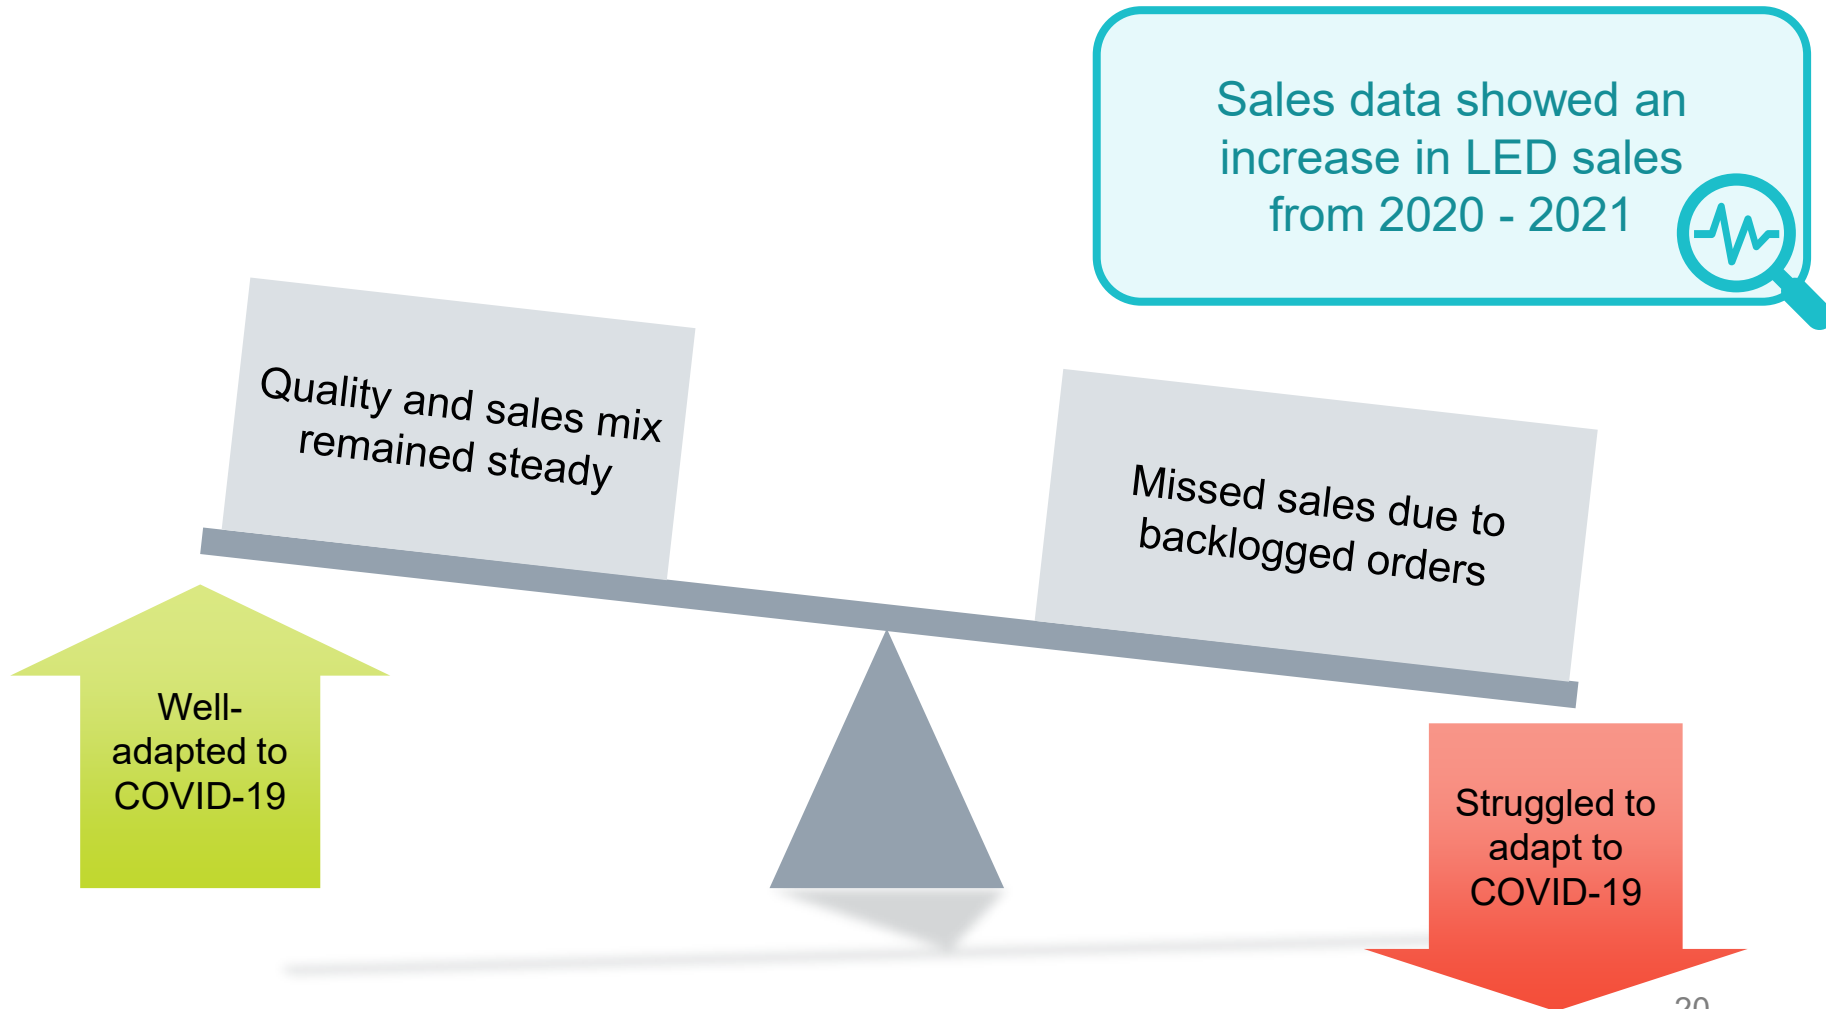 Sales data showed an
increase in LED sales
from 2020 - 2021
Quality and sales mix
remained steady
Missed sales due to
backlogged orders
Well-
adapted to
COVID-19
Struggled to
adapt to
COVID-19
20